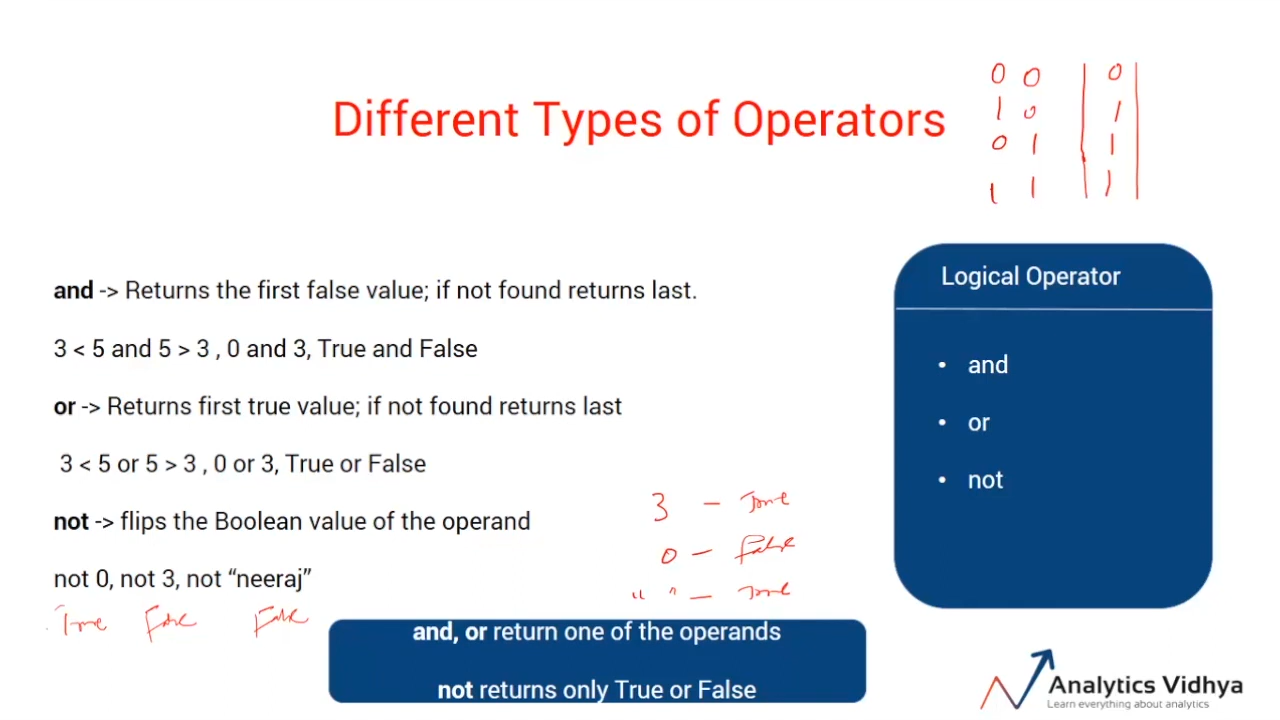 0 0 | 0 |
1 0 | 1 |
0 1 | 1 |
1 1 | 1 |
Different Types of Operators
and -> Returns the first false value; if not found returns last.
3 < 5 and 5 > 3 , 0 and 3, True and False
or -> Returns first true value; if not found returns last
3 < 5 or 5 > 3 , 0 or 3, True or False
not -> flips the Boolean value of the operand
not 0, not 3, not “neeraj”
True False False
3 – True
0 – False
" " – True
Logical Operator
• and
• or
• not
and, or return one of the operands
not returns only True or False
Analytics Vidhya
Learn everything about analytics